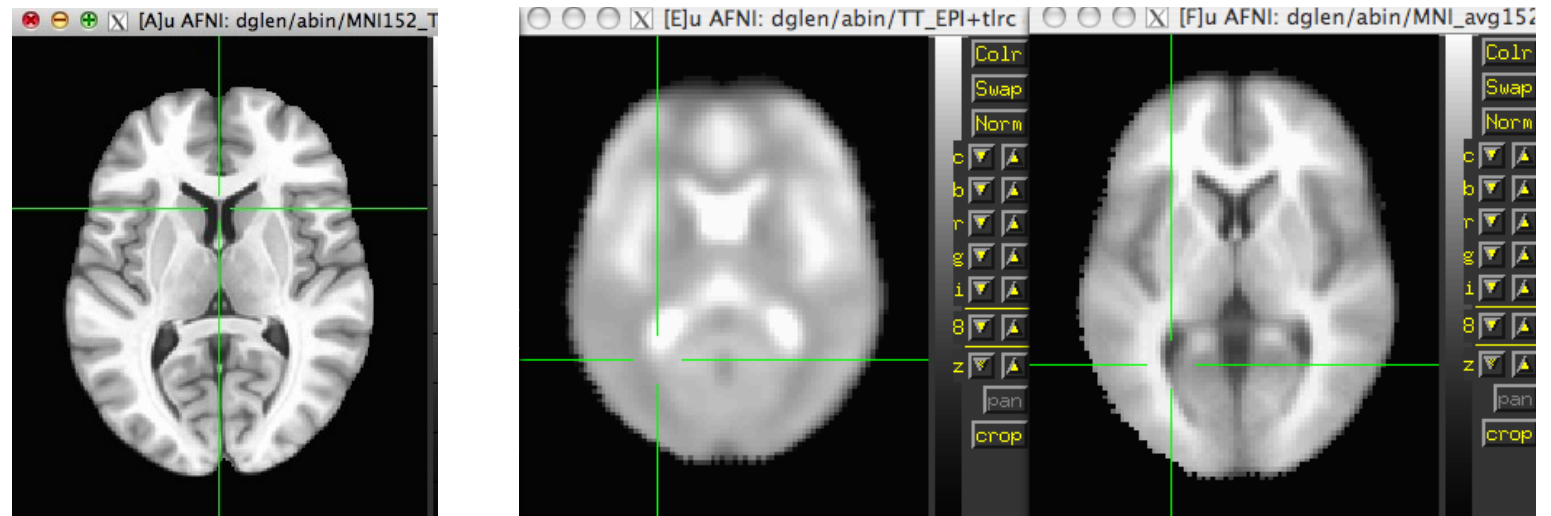 [A]u AFNI: dglen/abin/MNI152_T
[E]u AFNI: dglen/abin/TT_EPI+tlrc
Colr
Swap
Norm
c
b
r
g
i
8
z
pan
crop
[F]u AFNI: dglen/abin/MNI_avg152
Colr
Swap
Norm
c
b
r
g
i
8
z
pan
crop